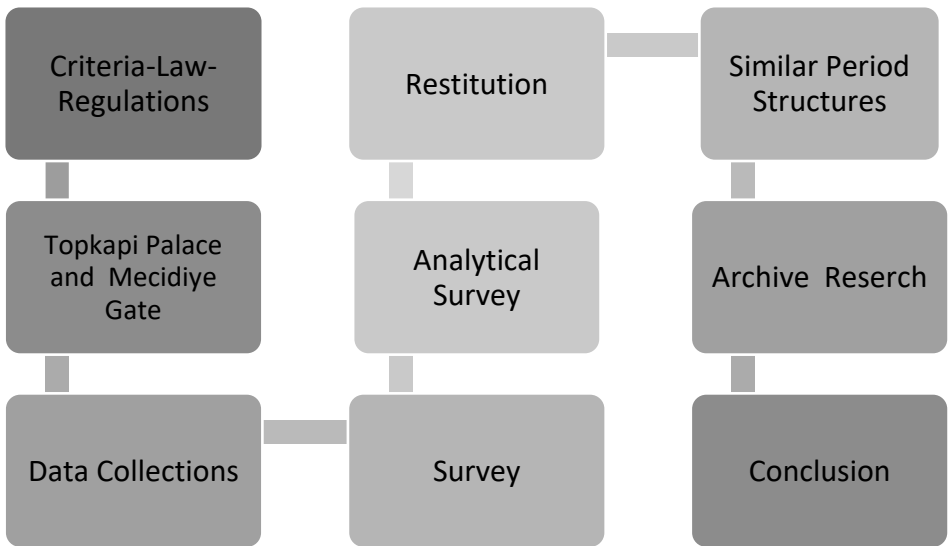 Criteria-Law-
Regulations
Topkapi Palace
and Mecidiye
Gate
Data Collections
Survey
Analytical
Survey
Restitution
Similar Period
Structures
Archive Reserch
Conclusion